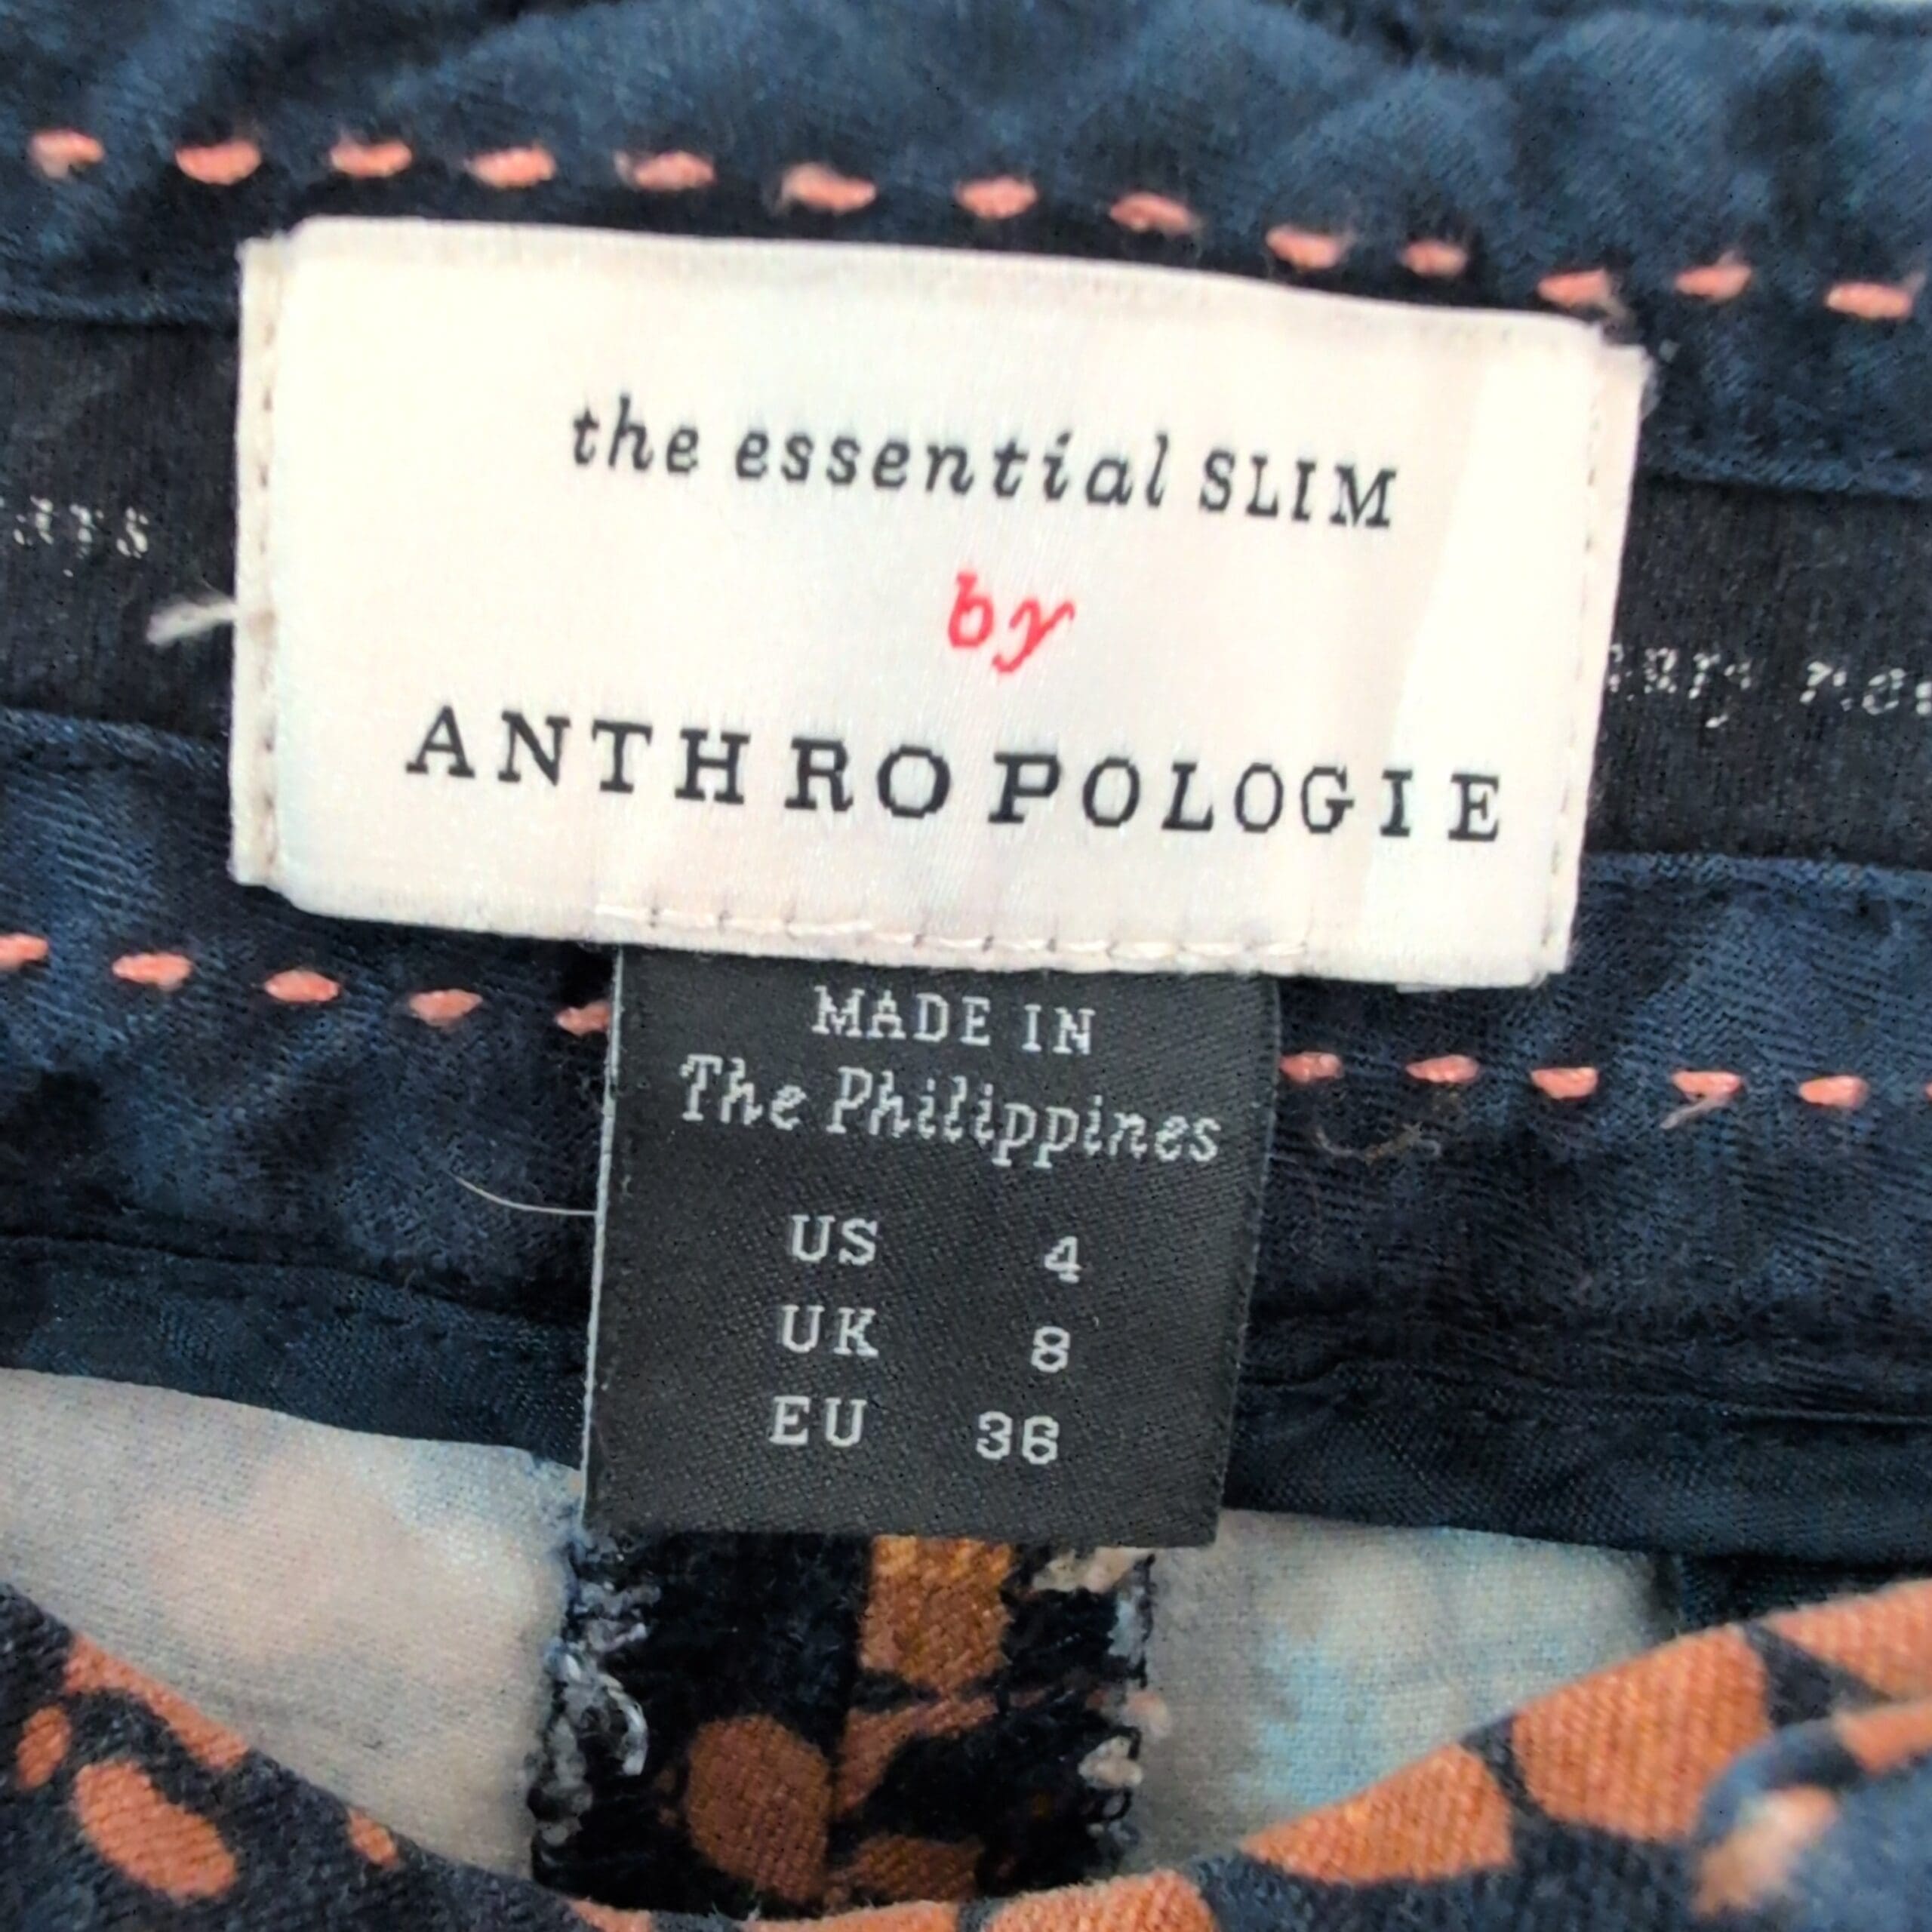 the essential SLIM
by
ANTHROPOLOGIE
MADE IN
The Philippines
US 4
UK 8
EU 36